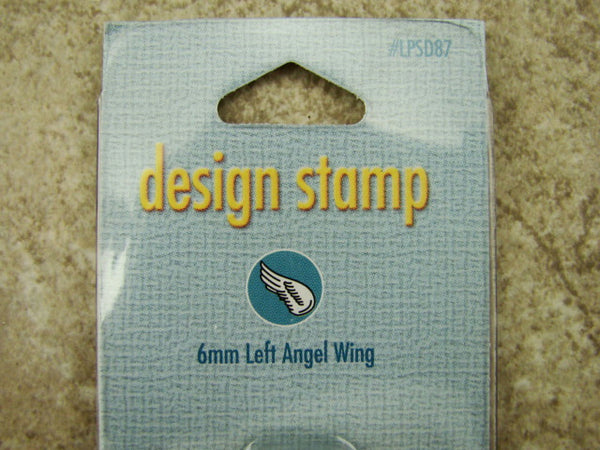 #LPSD87
design stamp
6mm Left Angel Wing